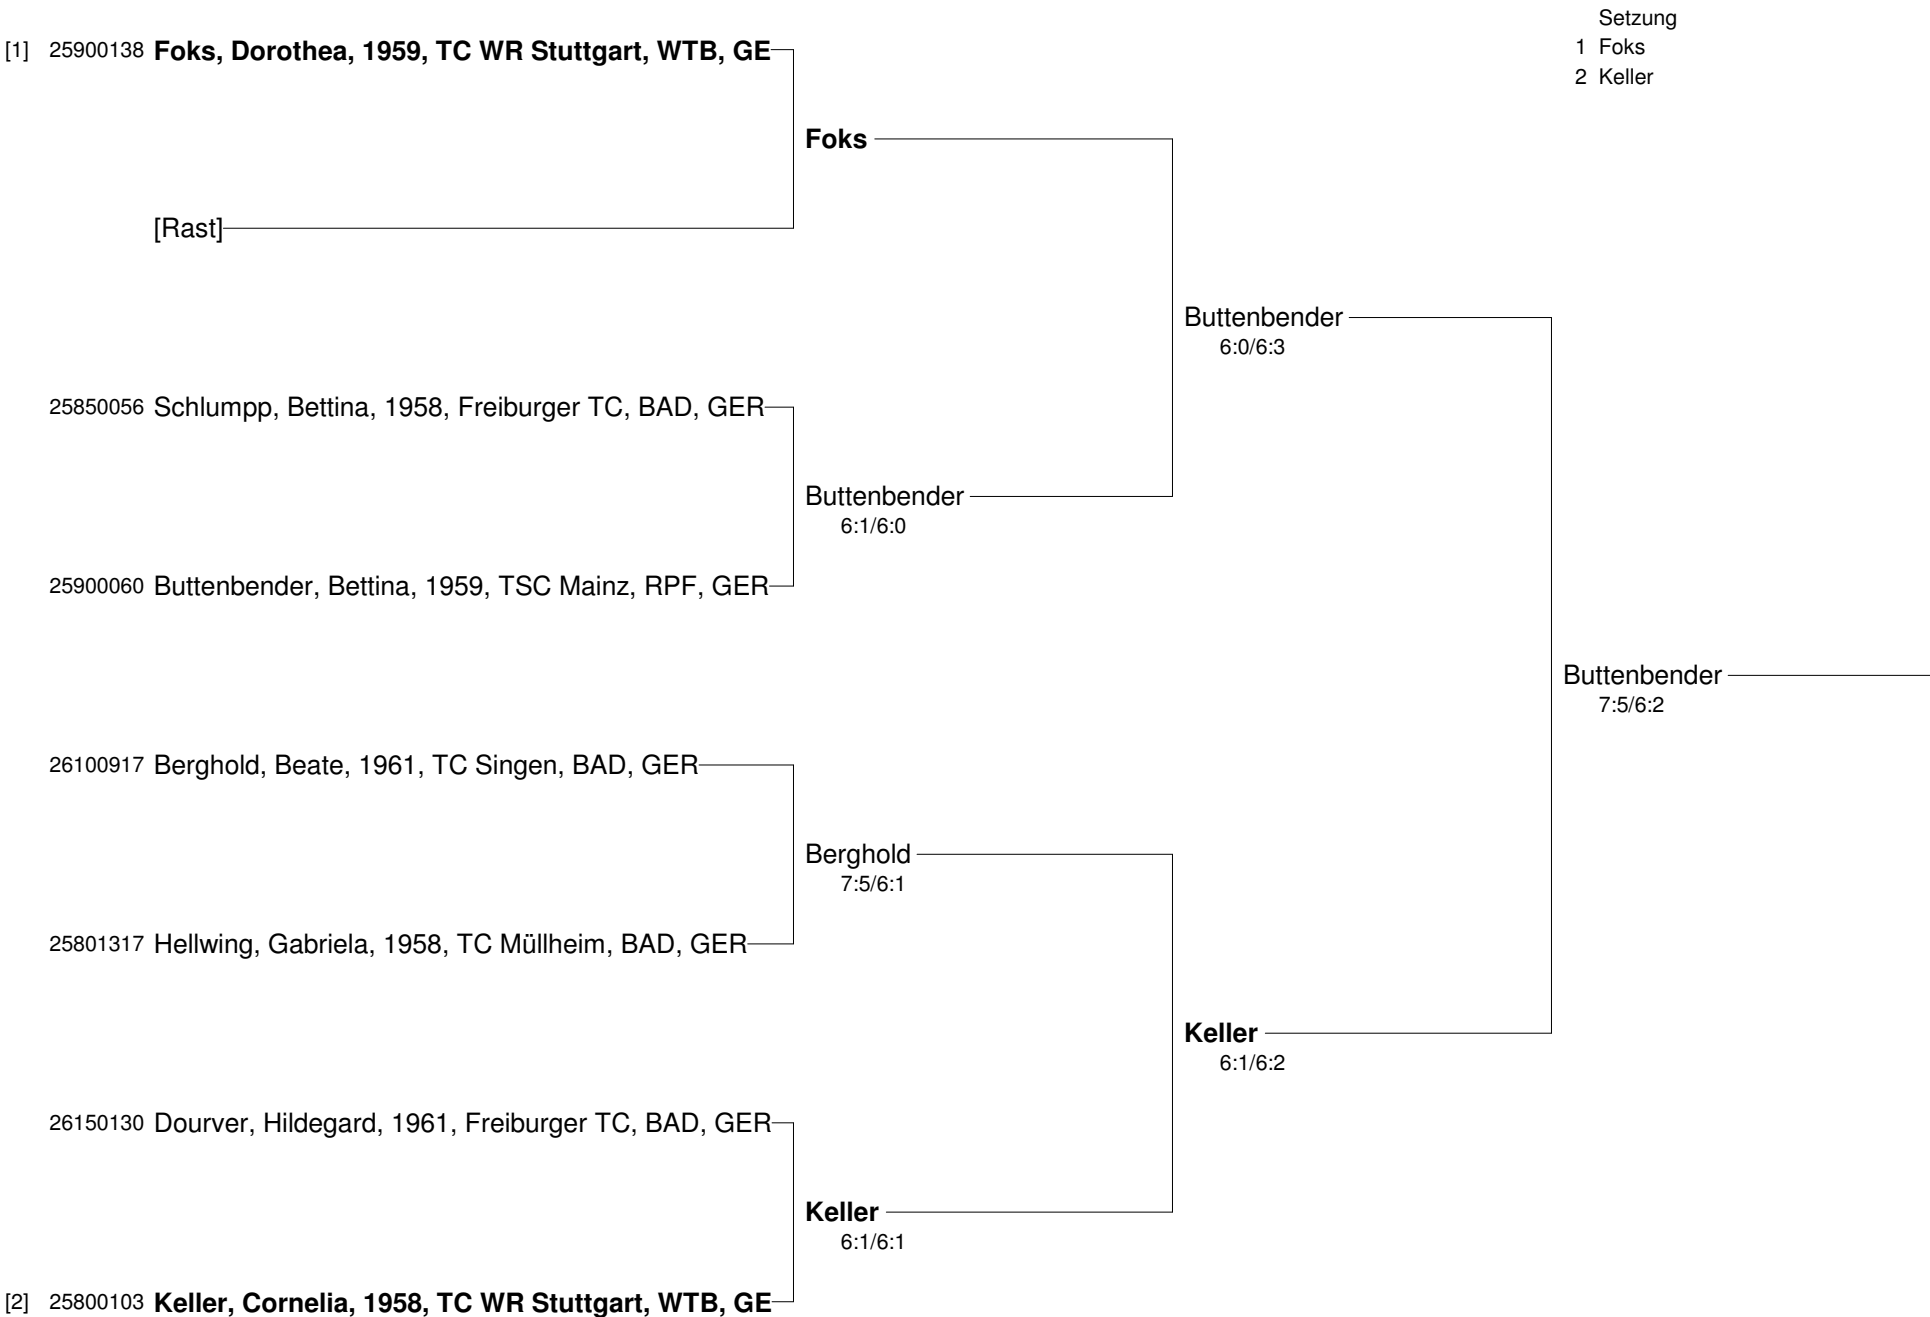 Setzung
1 Foks
2 Keller
[1] 25900138 Foks, Dorothea, 1959, TC WR Stuttgart, WTB, GE
Foks
[Rast]
Buttenbender
6:0/6:3
25850056 Schlumpp, Bettina, 1958, Freiburger TC, BAD, GER
Buttenbender
6:1/6:0
25900060 Buttenbender, Bettina, 1959, TSC Mainz, RPF, GER
Buttenbender
7:5/6:2
26100917 Berghold, Beate, 1961, TC Singen, BAD, GER
Berghold
7:5/6:1
25801317 Hellwing, Gabriela, 1958, TC Müllheim, BAD, GER
Keller
6:1/6:2
26150130 Dourver, Hildegard, 1961, Freiburger TC, BAD, GER
Keller
6:1/6:1
[2] 25800103 Keller, Cornelia, 1958, TC WR Stuttgart, WTB, GE